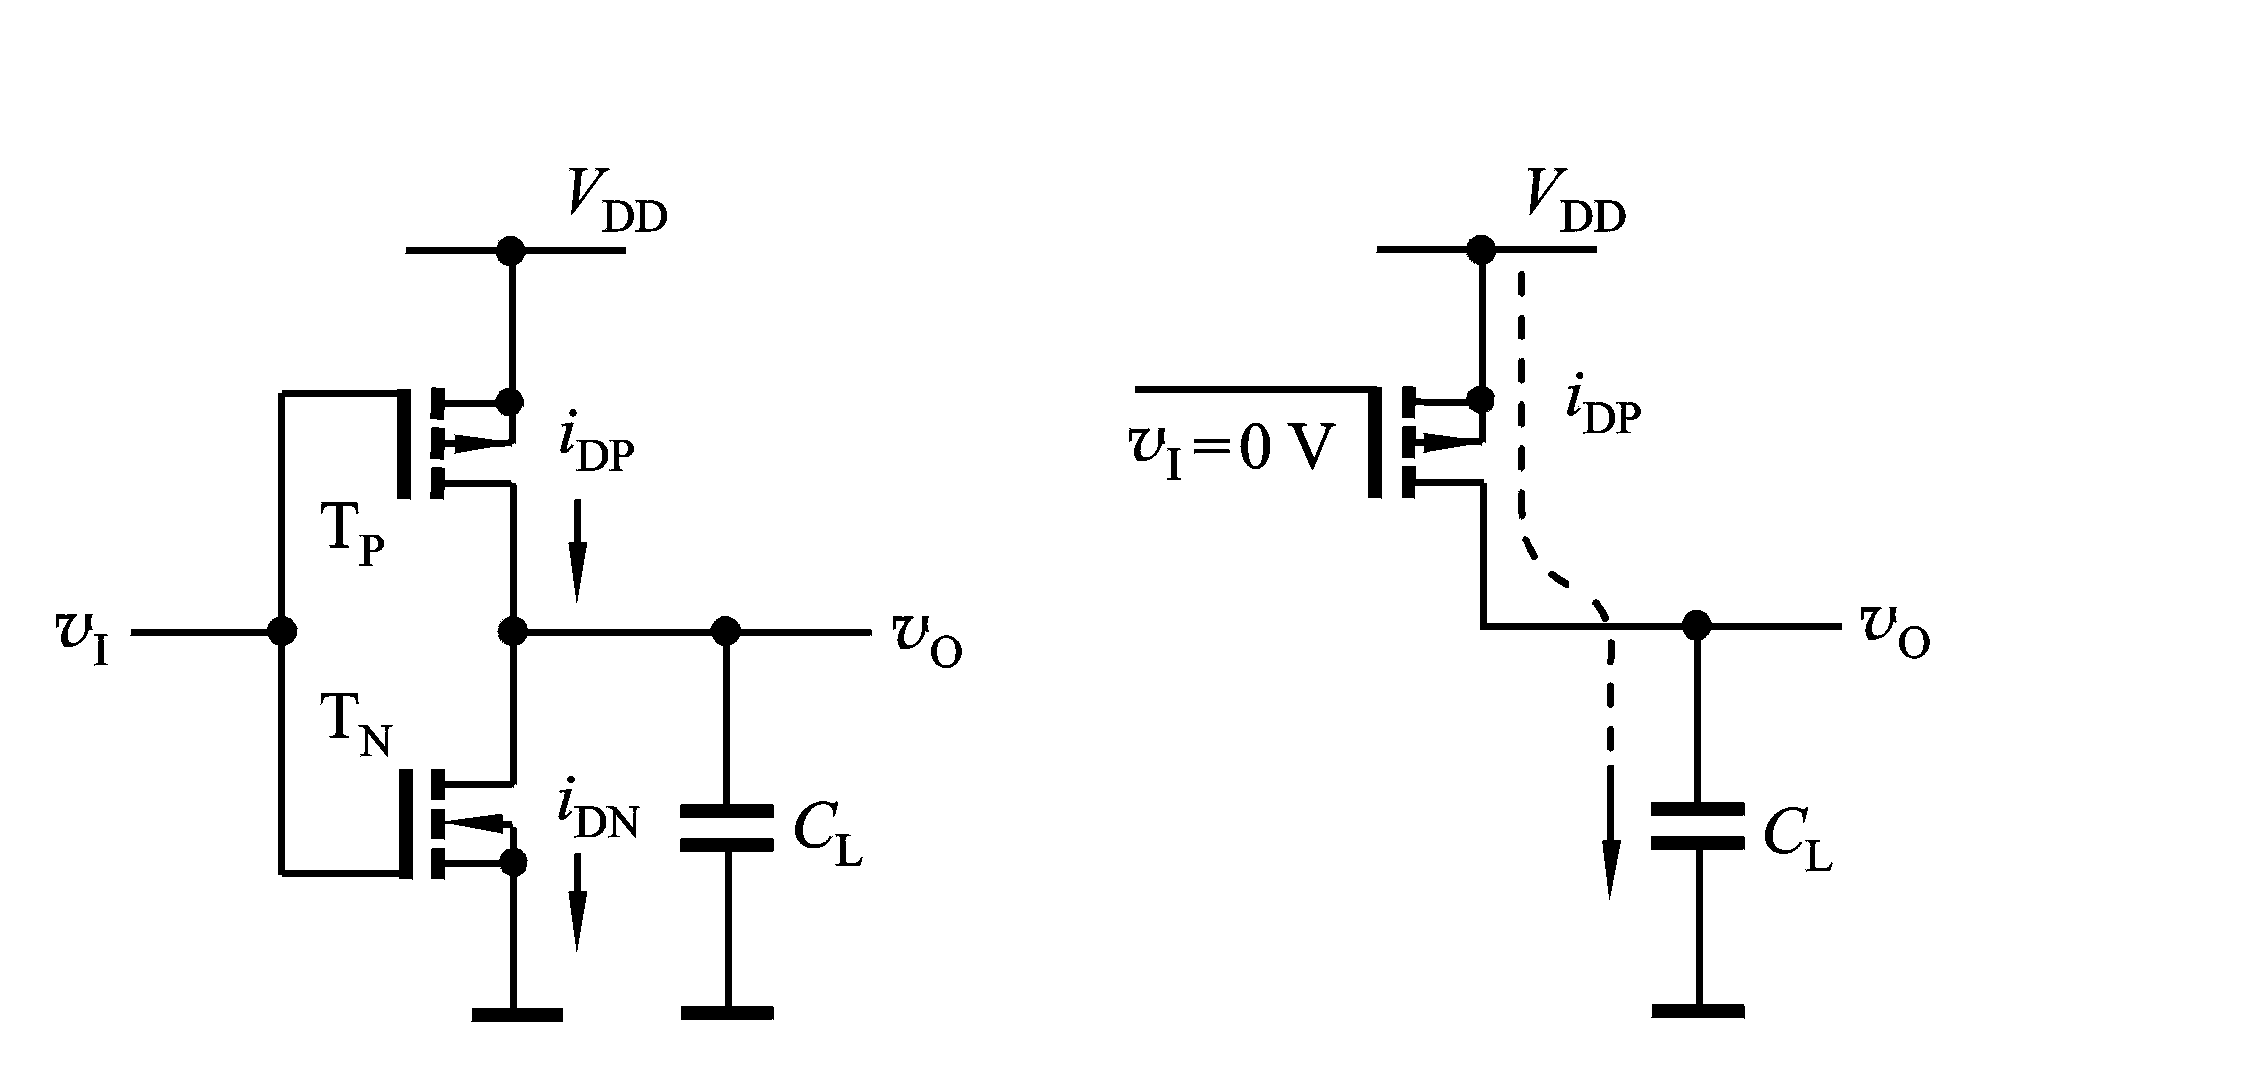 V_DD
i_DP
T_P
v_I
v_O
T_N
i_DN
C_L
V_DD
i_DP
v_I=0 V
v_O
C_L